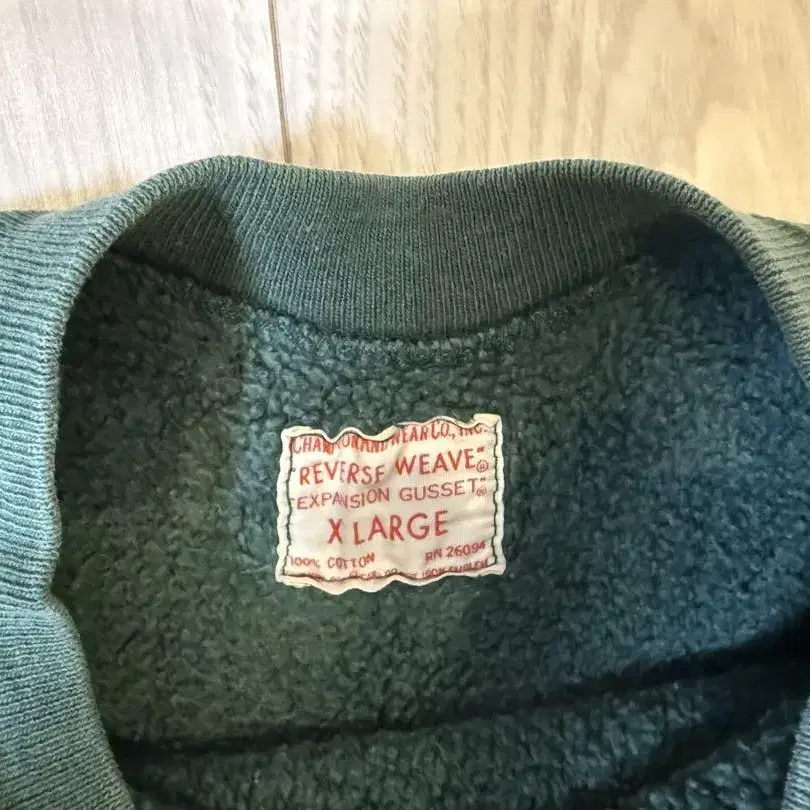 CHAMPION KNITWEAR CO., INC.
"REVERSE WEAVE"®
"EXPANSION GUSSET"®
X LARGE
100% COTTON RN 26094